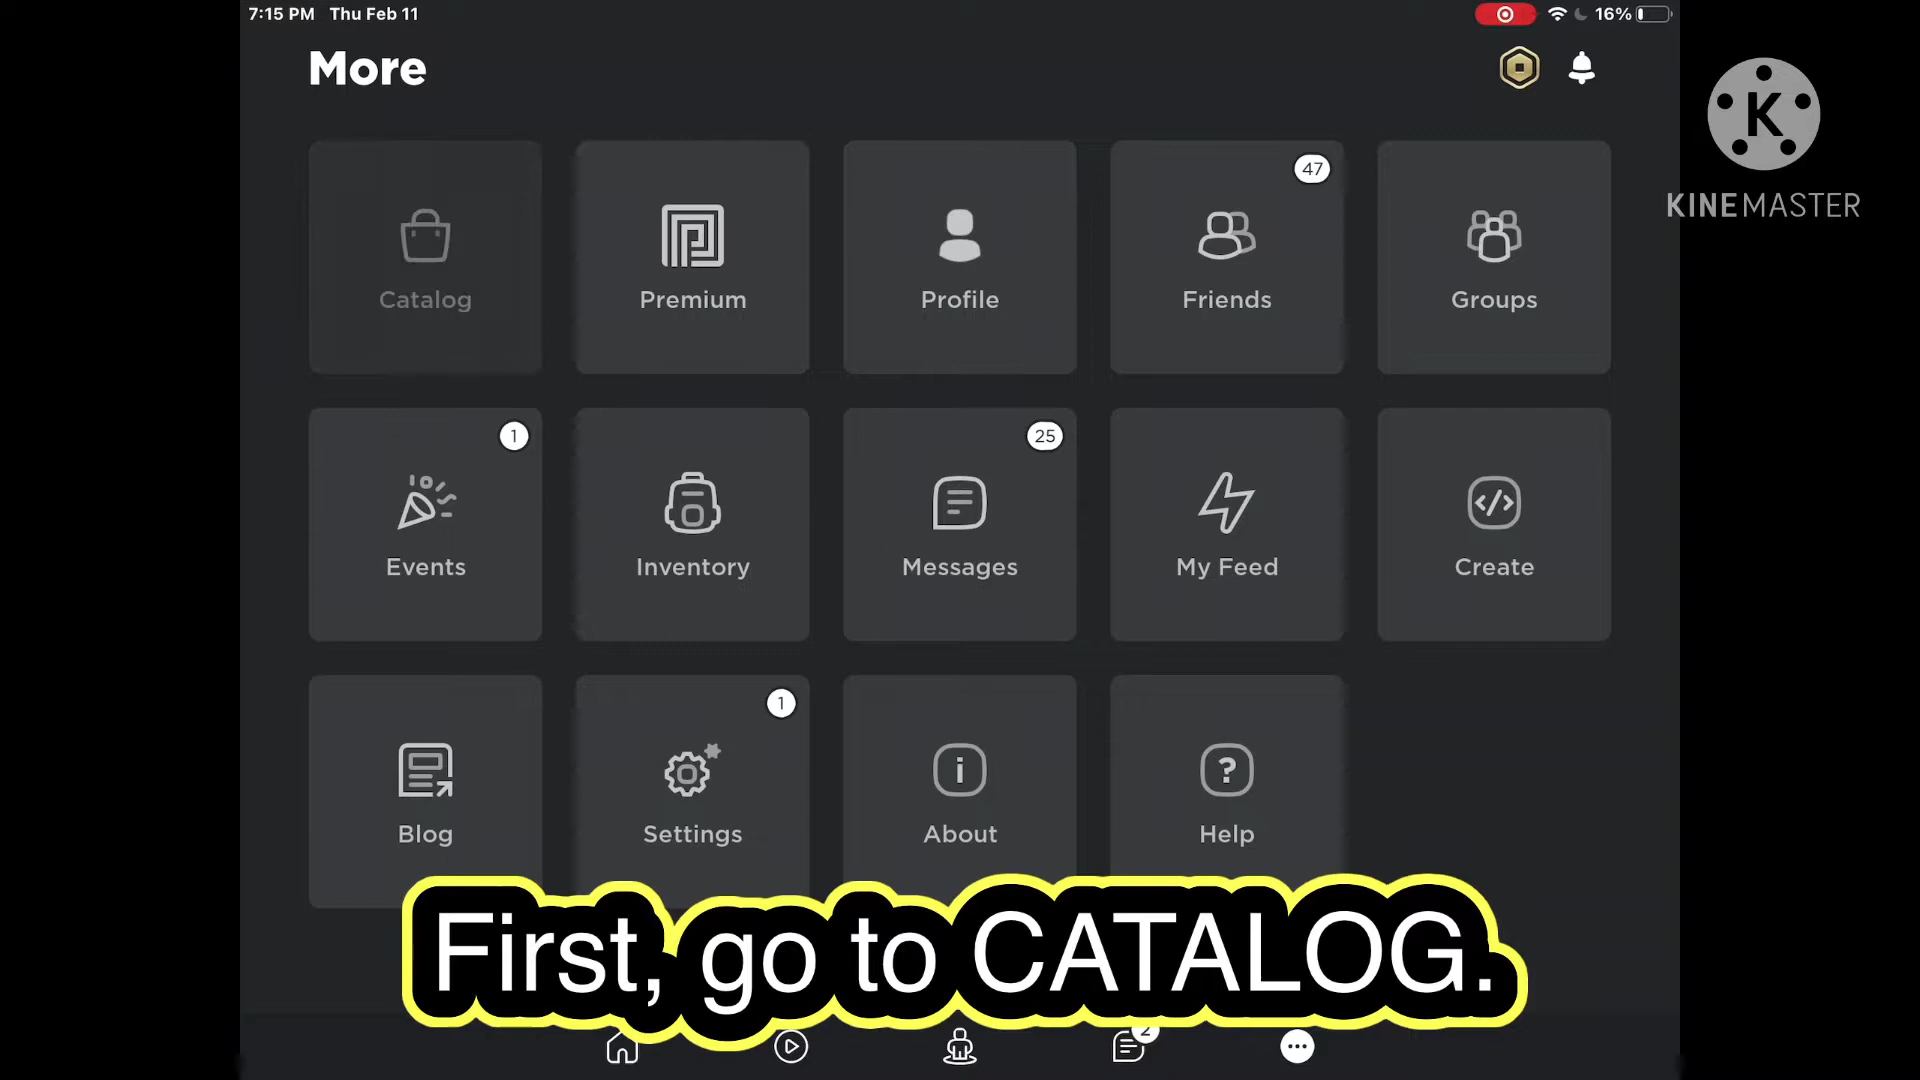 7:15 PM Thu Feb 11
16%
More
K
KINEMASTER
Catalog
Premium
Profile
47
Friends
Groups
1
Events
Inventory
25
Messages
My Feed
Create
Blog
1
Settings
About
Help
First, go to CATALOG.
2